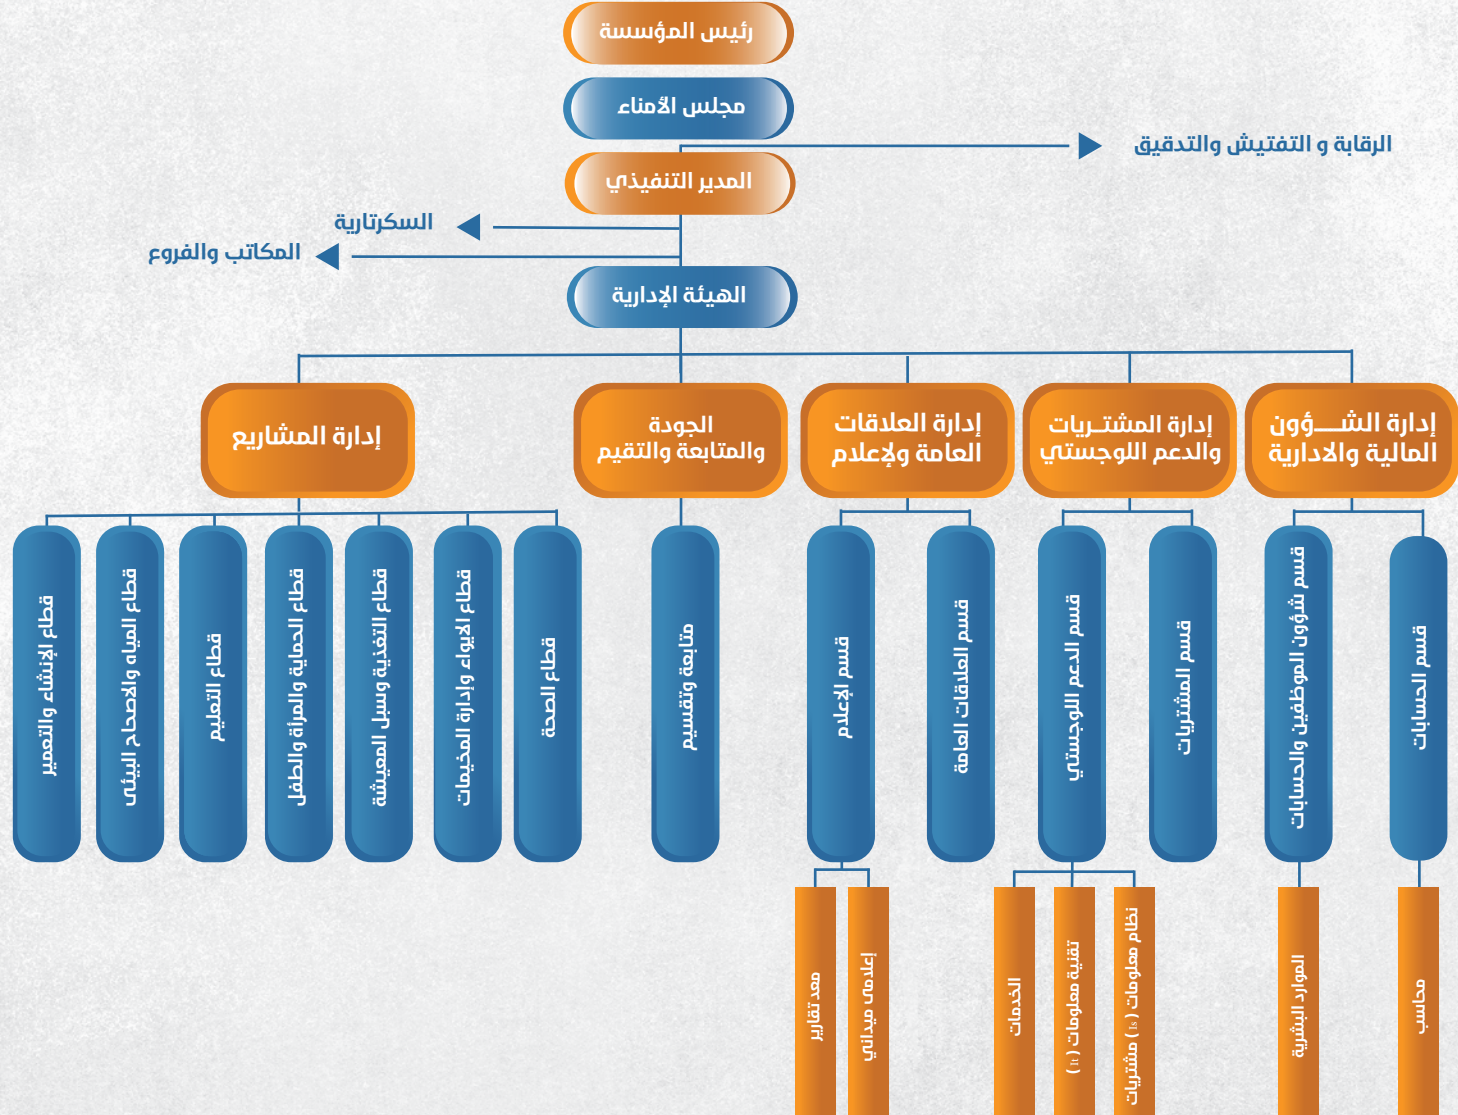 رئيس المؤسسة
مجلس الأمناء
الرقابة و التفتيش والتدقيق
المدير التنفيذي
السكرتارية
المكاتب والفروع
الهيئة الإدارية
إدارة الشـــؤون
المالية والادارية
إدارة المشتــريات
والدعم اللوجستي
إدارة العلاقات
العامة ولإعلام
الجودة
والمتابعة والتقيم
إدارة المشاريع
قسم الحسابات
قسم شؤون الموظفين والحسابات
قسم المشتريات
قسم الدعم اللوجستي
قسم العلاقات العامة
قسم الإعلام
متابعة وتقسيم
قطاع الصحة
قطاع الايواء وإدارة المخيمات
قطاع التغذية وسبل المعيشة
قطاع الحماية والمرأة والطفل
قطاع التعليم
قطاع المياه والاصحاح البيئى
قطاع الإنشاء والتعمير
محاسب
الموارد البشرية
نظام معلومات ( Is ) مشتريات
تقنية معلومات ( It )
الخدمات
إعلامى ميداني
معد تقارير